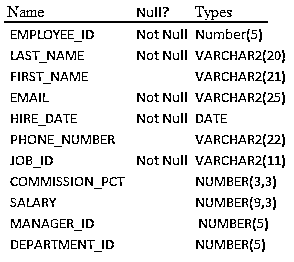 Name Null? Types
EMPLOYEE_ID Not Null Number(5)
LAST_NAME Not Null VARCHAR2(20)
FIRST_NAME VARCHAR2(21)
EMAIL Not Null VARCHAR2(25)
HIRE_DATE Not Null DATE
PHONE_NUMBER VARCHAR2(22)
JOB_ID Not Null VARCHAR2(11)
COMMISSION_PCT NUMBER(3,3)
SALARY NUMBER(9,3)
MANAGER_ID NUMBER(5)
DEPARTMENT_ID NUMBER(5)